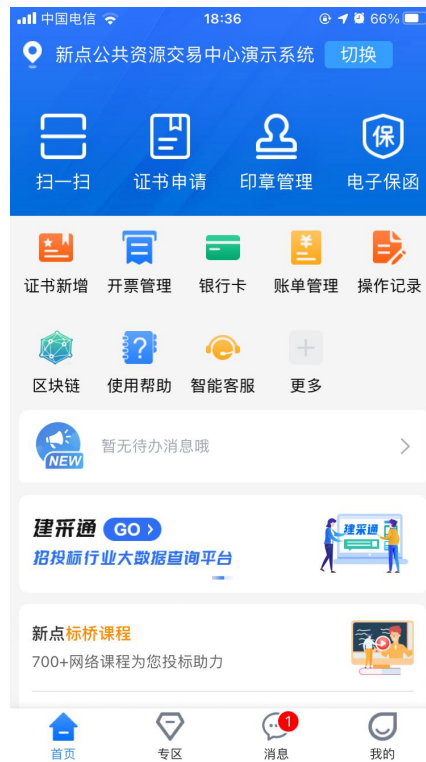 中国电信 18:36 66%
新点公共资源交易中心演示系统 切换
保
扫一扫 证书申请 印章管理 电子保函
证书新增 开票管理 银行卡 账单管理 操作记录
区块链 使用帮助 智能客服 更多
NEW 暂无待办消息哦
建采通 GO
建采通
招投标行业大数据查询平台
新点标桥课程
700+网络课程为您投标助力
1
首页 专区 消息 我的